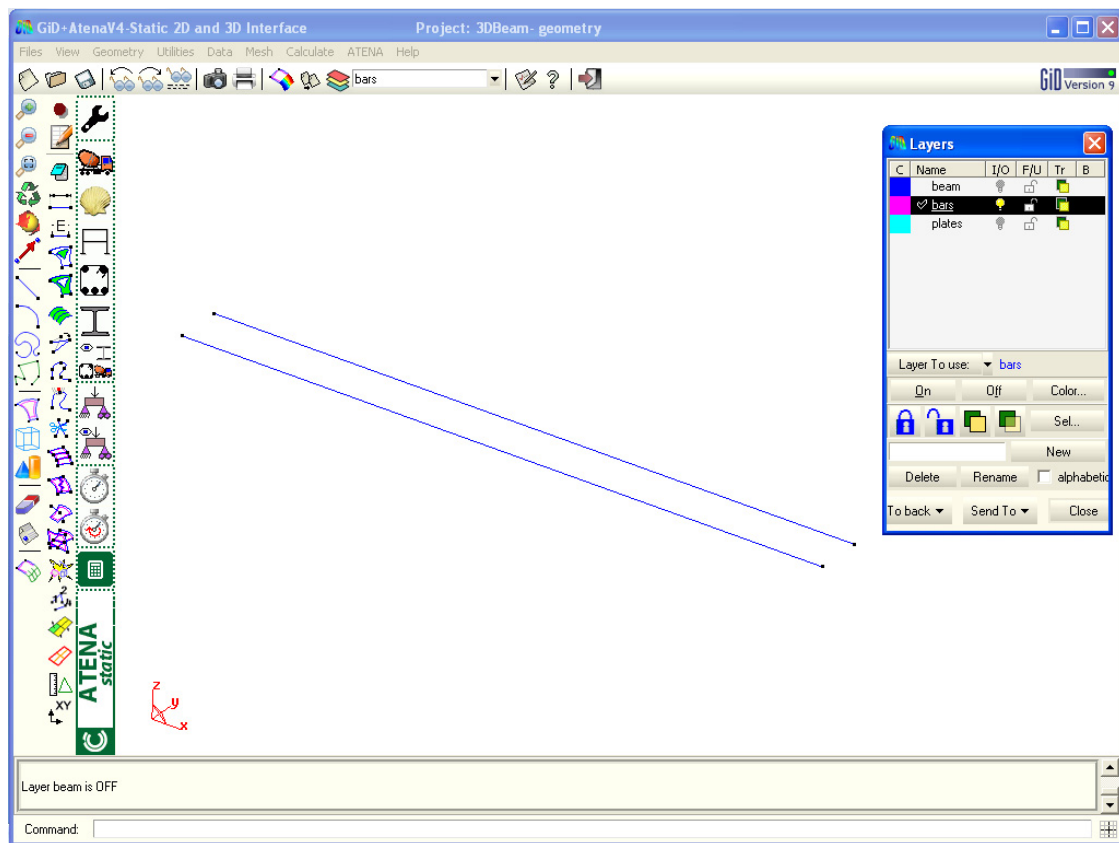 GiD+AtenaV4-Static 2D and 3D Interface Project: 3DBeam- geometry
Files View Geometry Utilities Data Mesh Calculate ATENA Help
bars
GiD Version 9
Layers
C Name I/O F/U Tr B
beam
bars
plates
Layer To use: bars
On Off Color...
Sel...
New
Delete Rename alphabetic
To back Send To Close
.E.
ATENA
static
XY
z
y
x
Layer beam is OFF
Command: